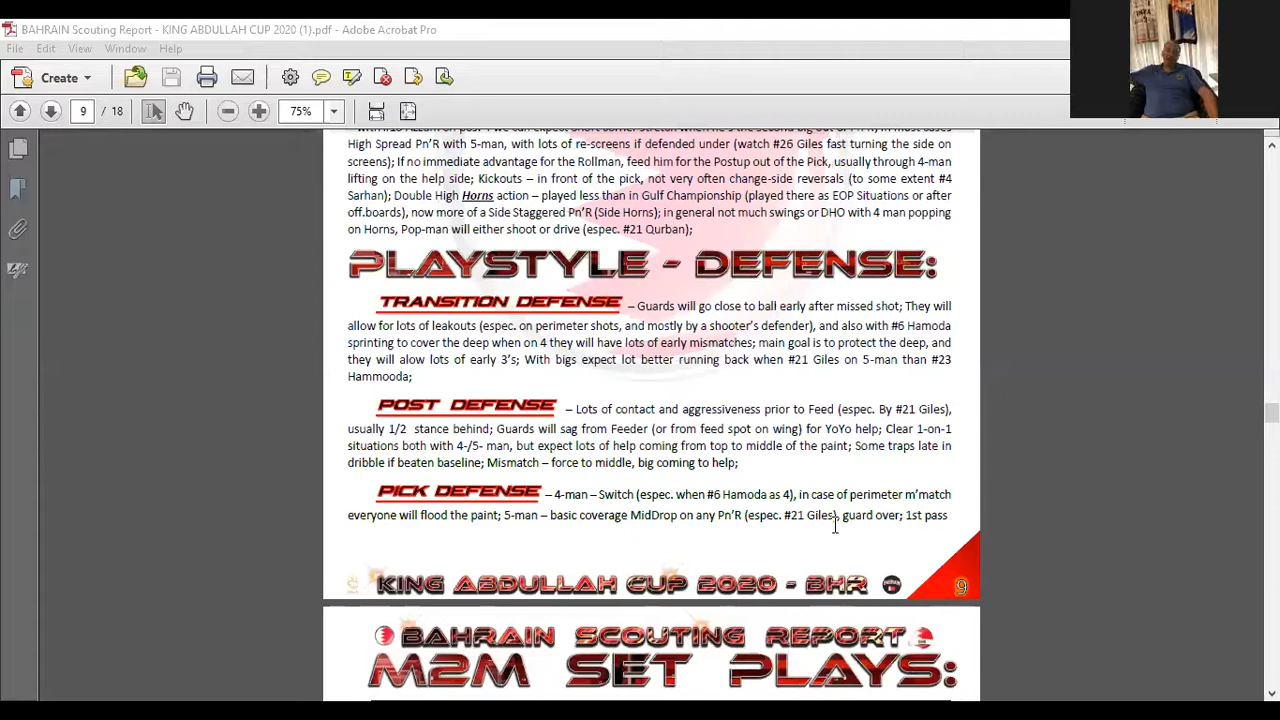 BAHRAIN Scouting Report - KING ABDULLAH CUP 2020 (1).pdf - Adobe Acrobat Pro
File Edit View Window Help
Create
9 / 18 75%
High Spread Pn'R with 5-man, with lots of re-screens if defended under (watch #26 Giles fast turning the side on
screens); If no immediate advantage for the Rollman, feed him for the Postup out of the Pick, usually through 4-man
lifting on the help side; Kickouts – in front of the pick, not very often change-side reversals (to some extent #4
Sarhan); Double High Horns action – played less than in Gulf Championship (played there as EOP Situations or after
off.boards), now more of a Side Staggered Pn'R (Side Horns); in general not much swings or DHO with 4 man popping
on Horns, Pop-man will either shoot or drive (espec. #21 Qurban);
PLAYSTYLE - DEFENSE:
TRANSITION DEFENSE – Guards will go close to ball early after missed shot; They will
allow for lots of leakouts (espec. on perimeter shots, and mostly by a shooter's defender), and also with #6 Hamoda
sprinting to cover the deep when on 4 they will have lots of early mismatches; main goal is to protect the deep, and
they will alow lots of early 3's; With bigs expect lot better running back when #21 Giles on 5-man than #23
Hammooda;
POST DEFENSE – Lots of contact and aggressiveness prior to Feed (espec. By #21 Giles),
usually 1/2 stance behind; Guards will sag from Feeder (or from feed spot on wing) for YoYo help; Clear 1-on-1
situations both with 4-/5- man, but expect lots of help coming from top to middle of the paint; Some traps late in
dribble if beaten baseline; Mismatch – force to middle, big coming to help;
PICK DEFENSE – 4-man – Switch (espec. when #6 Hamoda as 4), in case of perimeter m'match
everyone will flood the paint; 5-man – basic coverage MidDrop on any Pn'R (espec. #21 Giles), guard over; 1st pass
KING ABDULLAH CUP 2020 - BHR 9
BAHRAIN SCOUTING REPORT
M2M SET PLAYS: